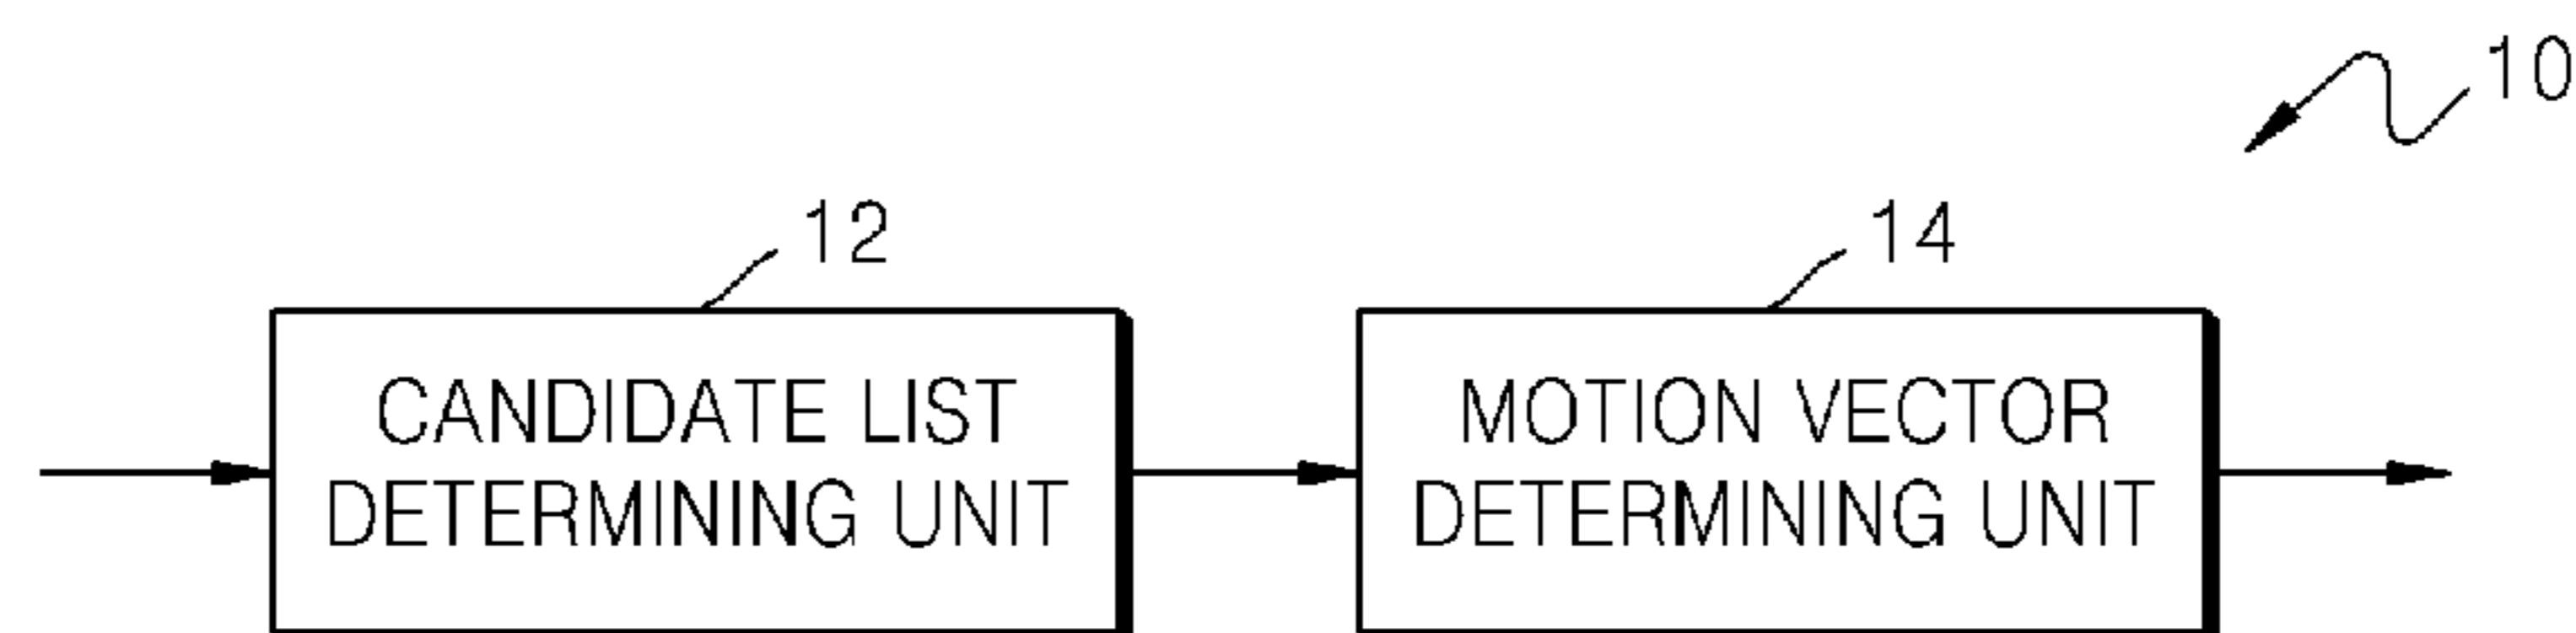 10
12
14
CANDIDATE LIST
DETERMINING UNIT
MOTION VECTOR
DETERMINING UNIT